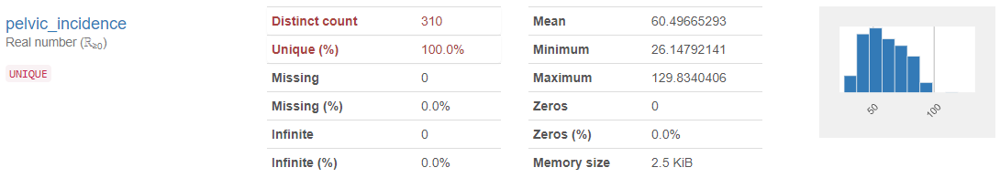 pelvic_incidence
Real number (ℝ≥0)
UNIQUE
Distinct count 310
Unique (%) 100.0%
Missing 0
Missing (%) 0.0%
Infinite 0
Infinite (%) 0.0%
Mean 60.49665293
Minimum 26.14792141
Maximum 129.8340406
Zeros 0
Zeros (%) 0.0%
Memory size 2.5 KiB
50
100